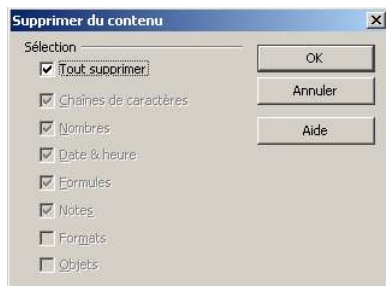 Supprimer du contenu
Sélection
Tout supprimer
Chaînes de caractères
Nombres
Date & heure
Formules
Notes
Formats
Objets
OK
Annuler
Aide